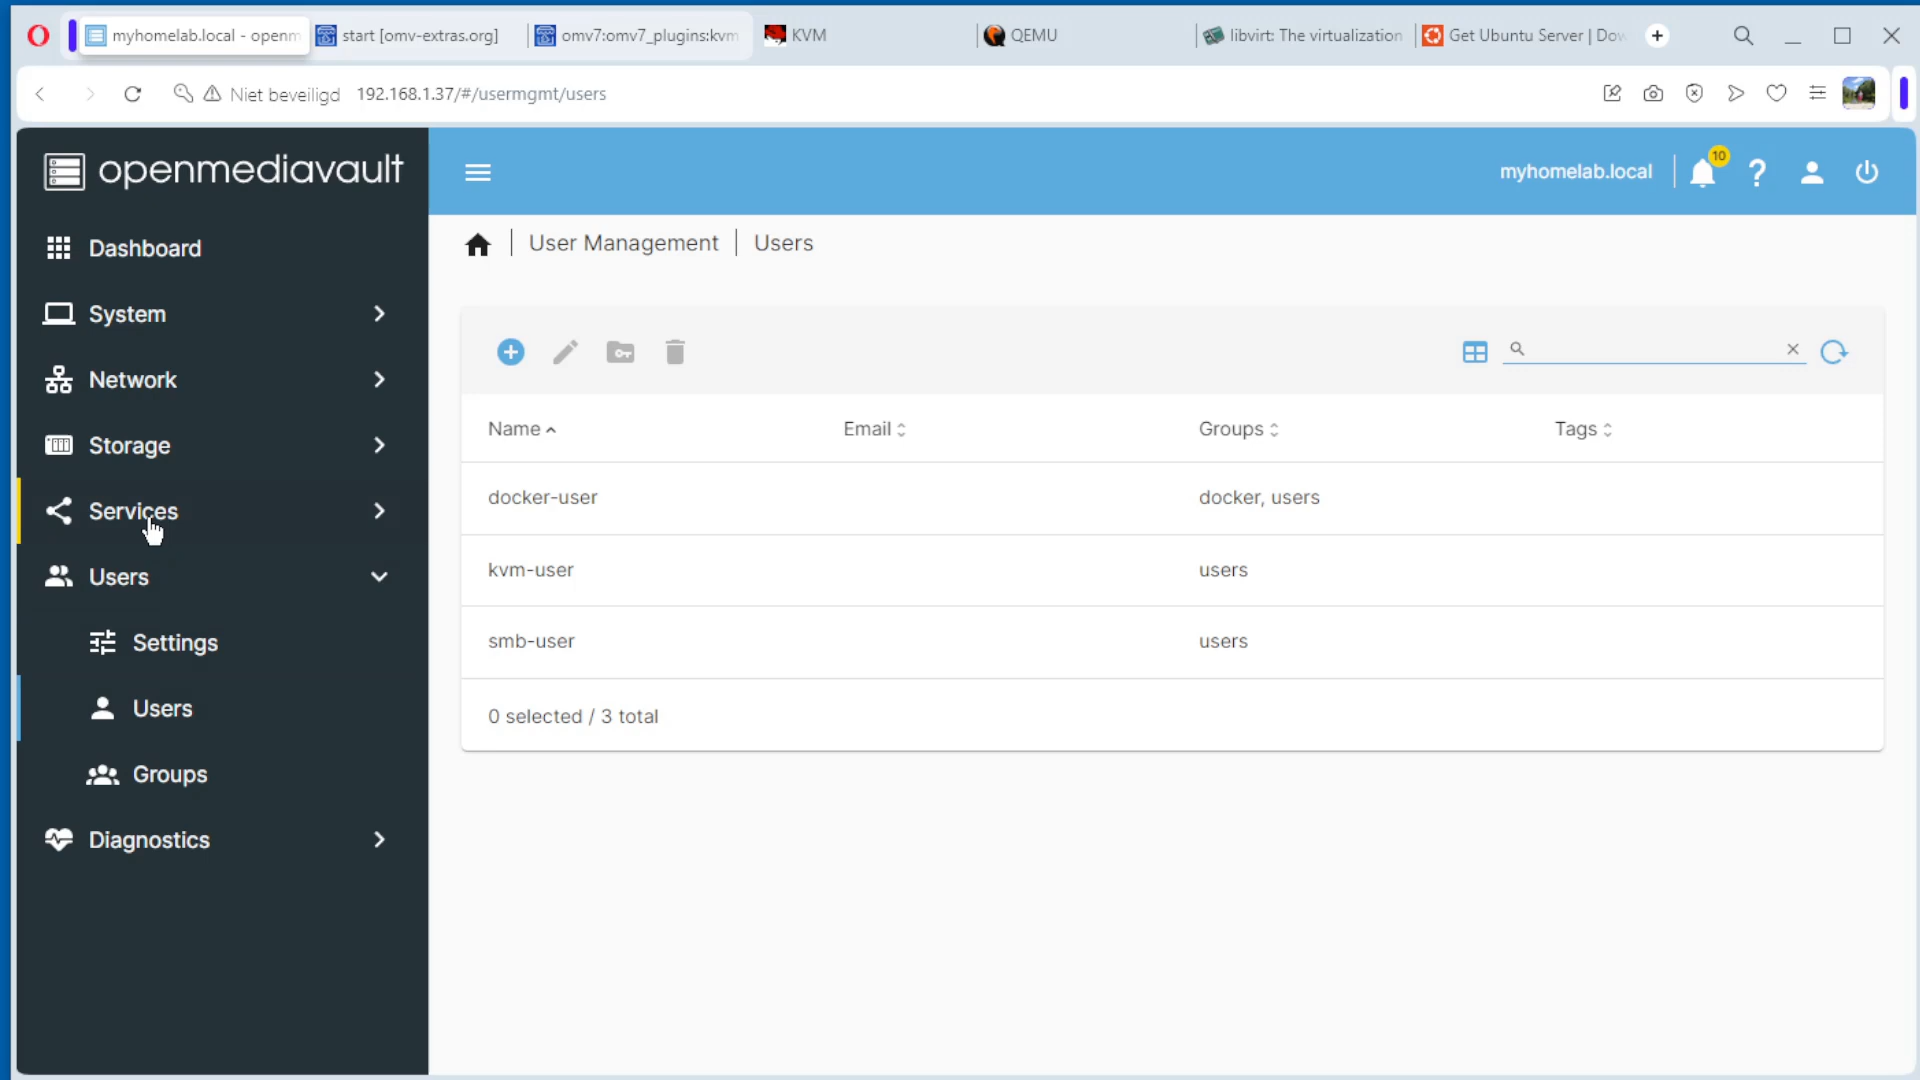 myhomelab.local - openm
start [omv-extras.org]
omv7:omv7_plugins:kvm
KVM
QEMU
libvirt: The virtualization
Get Ubuntu Server | Dow
Niet beveiligd 192.168.1.37/#/usermgmt/users
openmediavault
myhomelab.local
10
Dashboard
System
Network
Storage
Services
Users
Settings
Users
Groups
Diagnostics
User Management | Users
Name Email Groups Tags
docker-user docker, users
kvm-user users
smb-user users
0 selected / 3 total